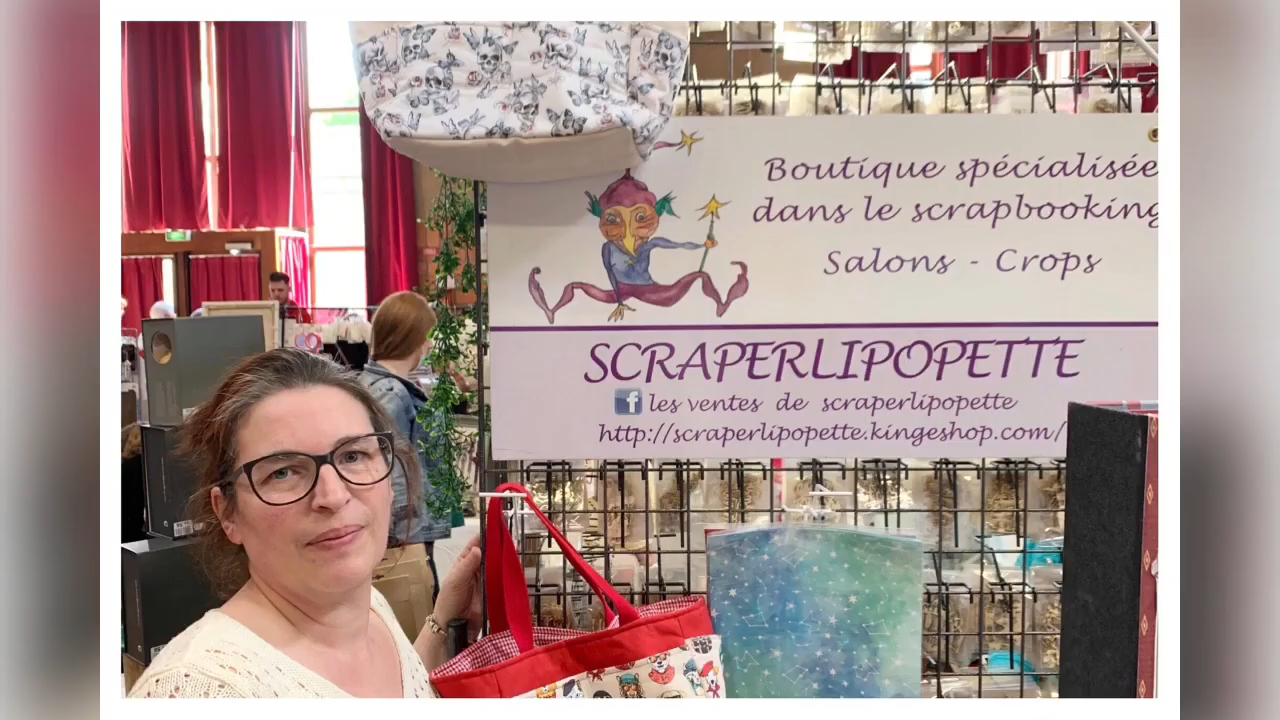 Boutique spécialisée
dans le scrapbooking
Salons - Crops
SCRAPERLIPOPETTE
f les ventes de scraperlipopette
http://scraperlipopette.kingeshop.com/